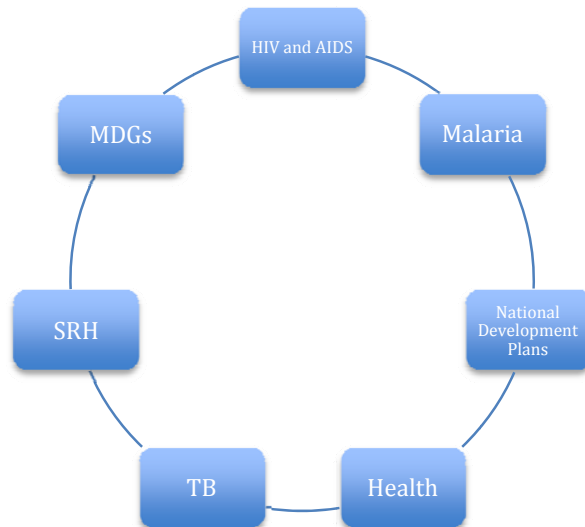 HIV and AIDS
Malaria
National
Development
Plans
Health
TB
SRH
MDGs